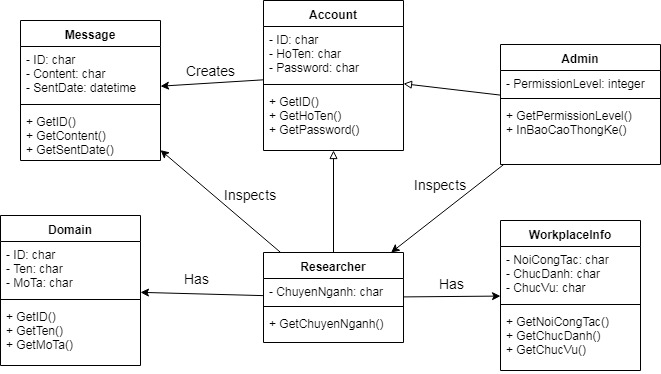 Message
- ID: char
- Content: char
- SentDate: datetime
+ GetID()
+ GetContent()
+ GetSentDate()
Creates
Account
- ID: char
- HoTen: char
- Password: char
+ GetID()
+ GetHoTen()
+ GetPassword()
Admin
- PermissionLevel: integer
+ GetPermissionLevel()
+ InBaoCaoThongKe()
Inspects
Inspects
Domain
- ID: char
- Ten: char
- MoTa: char
+ GetID()
+ GetTen()
+ GetMoTa()
Has
Researcher
- ChuyenNganh: char
+ GetChuyenNganh()
Has
WorkplaceInfo
- NoiCongTac: char
- ChucDanh: char
- ChucVu: char
+ GetNoiCongTac()
+ GetChucDanh()
+ GetChucVu()